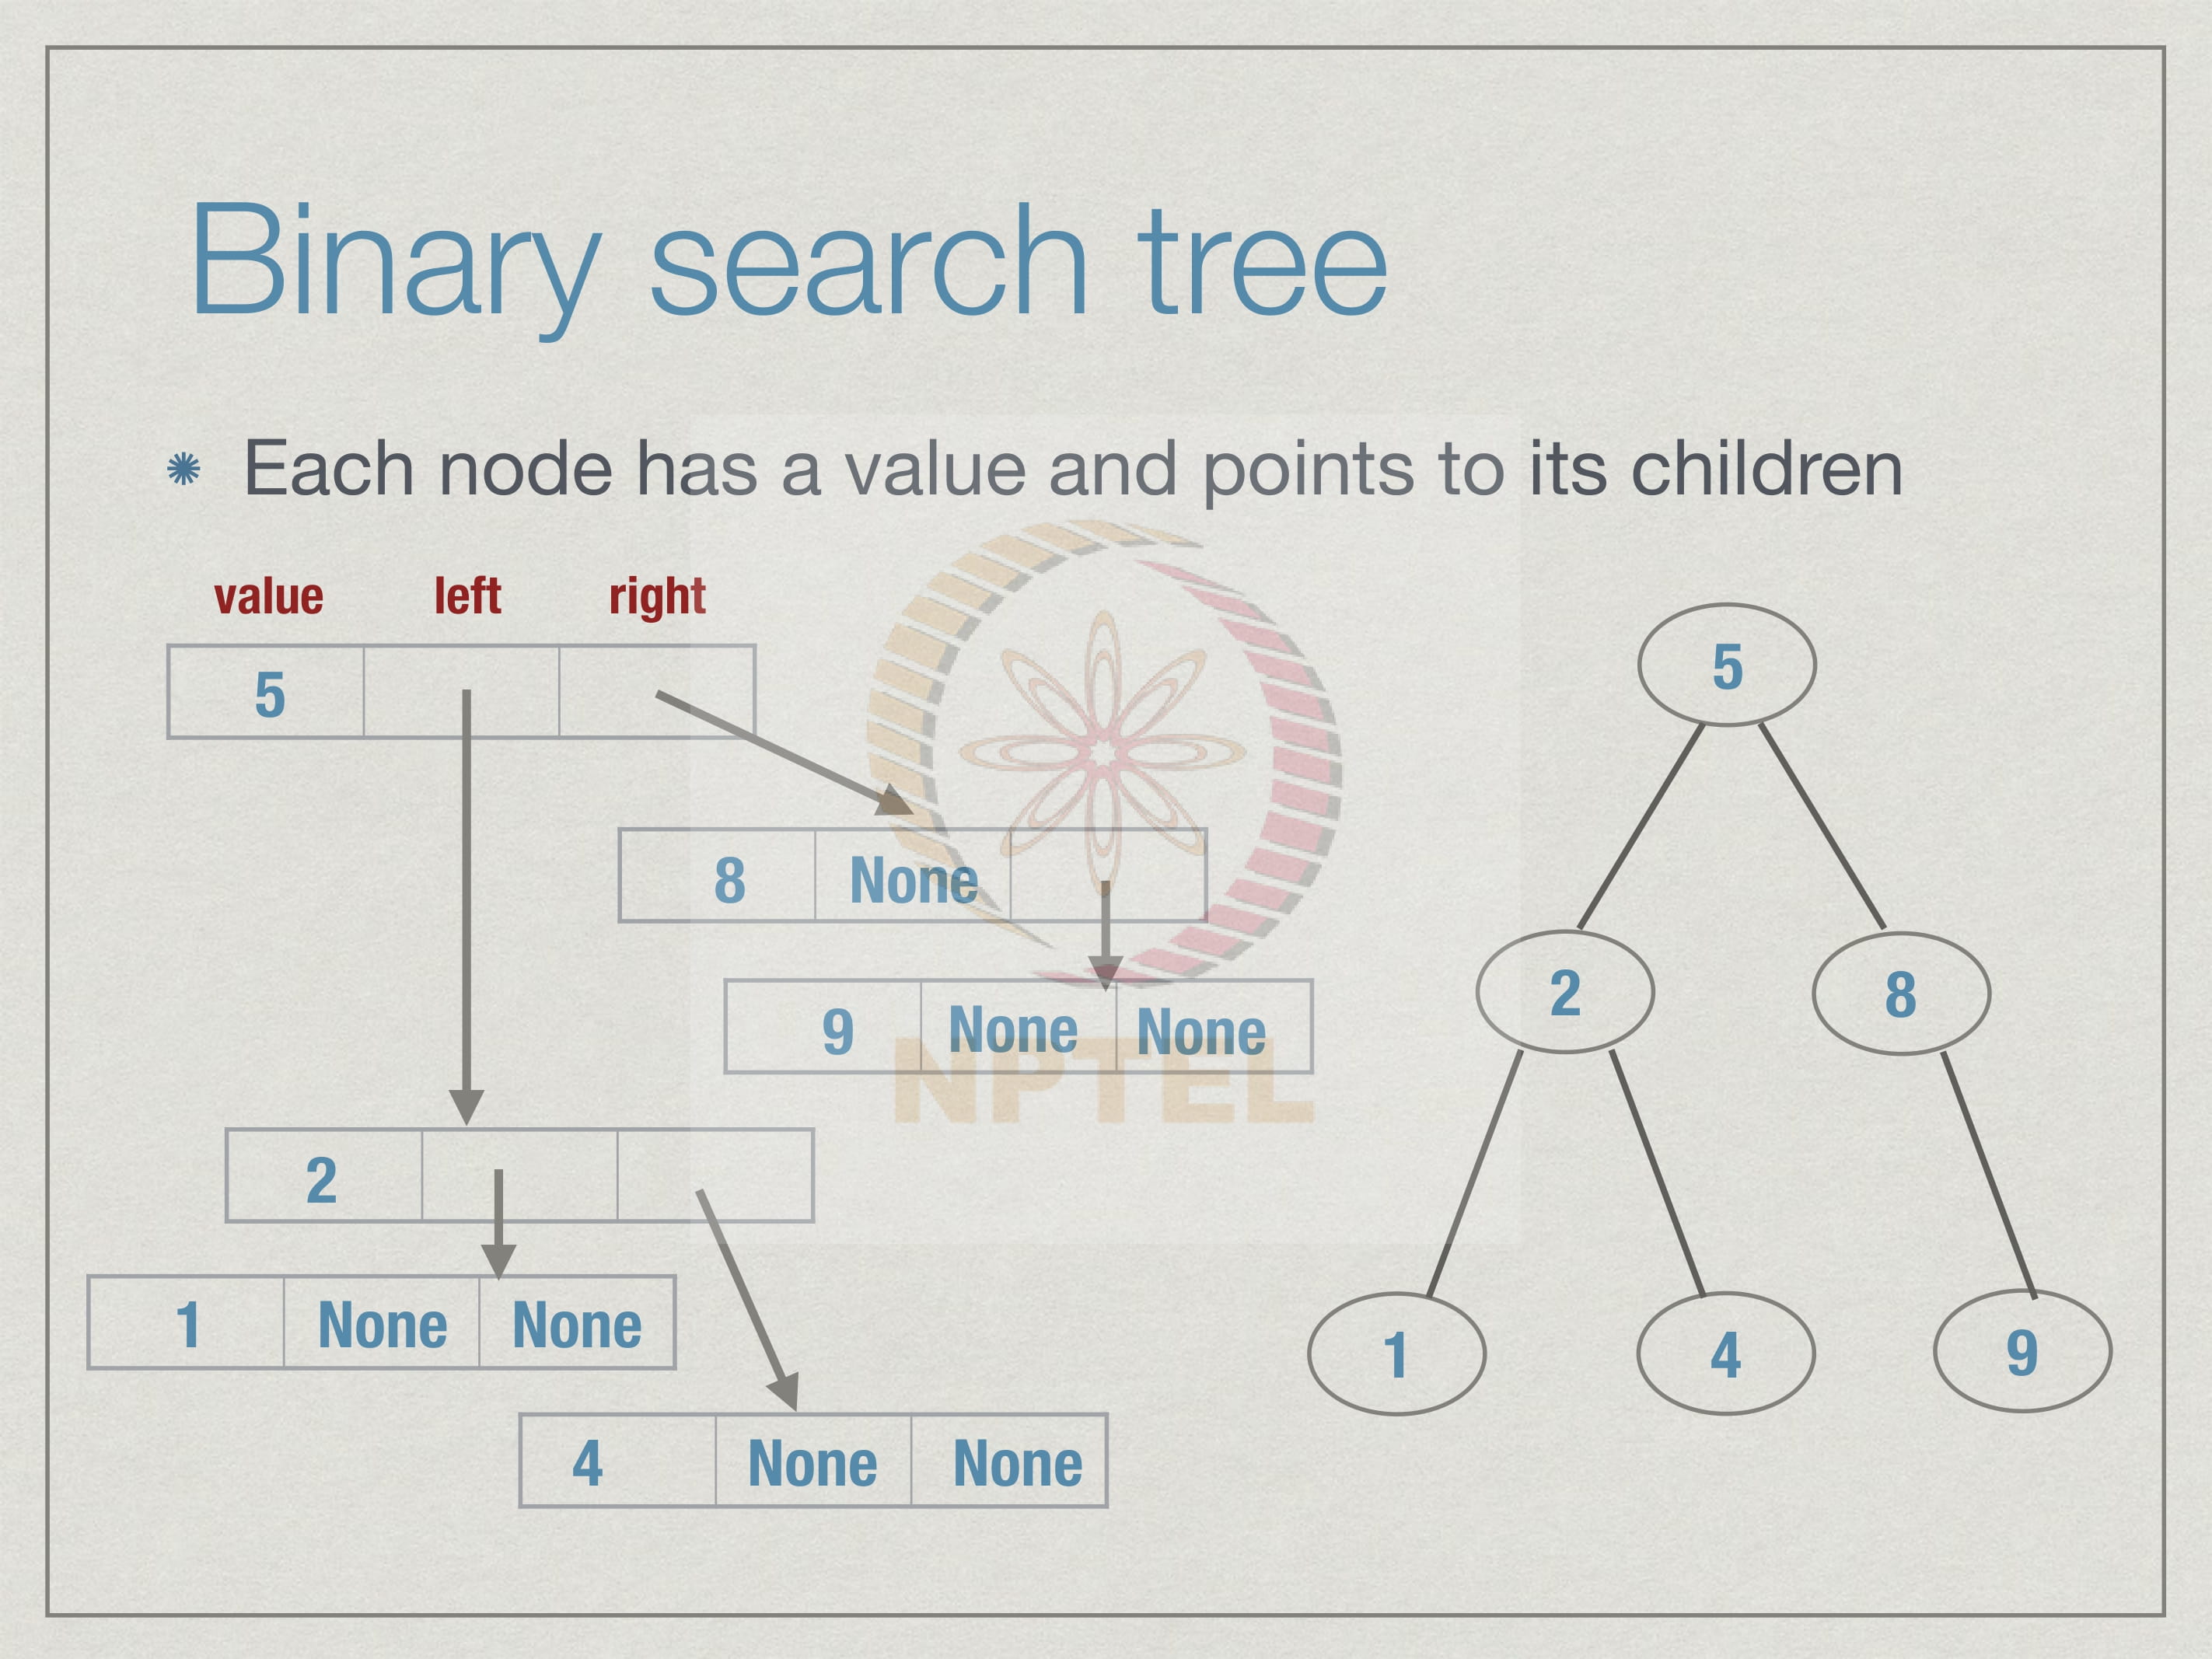 Binary search tree
Each node has a value and points to its children
value left right
5
8 None
9 None None
2
1 None None
4 None None
5
2 8
1 4 9
NPTEL